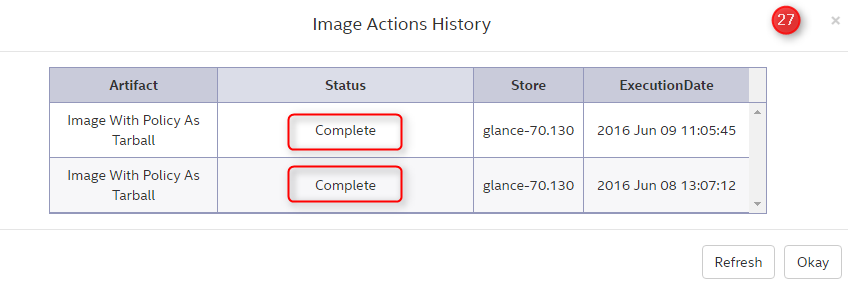 Image Actions History
27
×
Artifact Status Store ExecutionDate
Image With Policy As
Tarball
Complete glance-70.130 2016 Jun 09 11:05:45
Image With Policy As
Tarball
Complete glance-70.130 2016 Jun 08 13:07:12
Refresh Okay